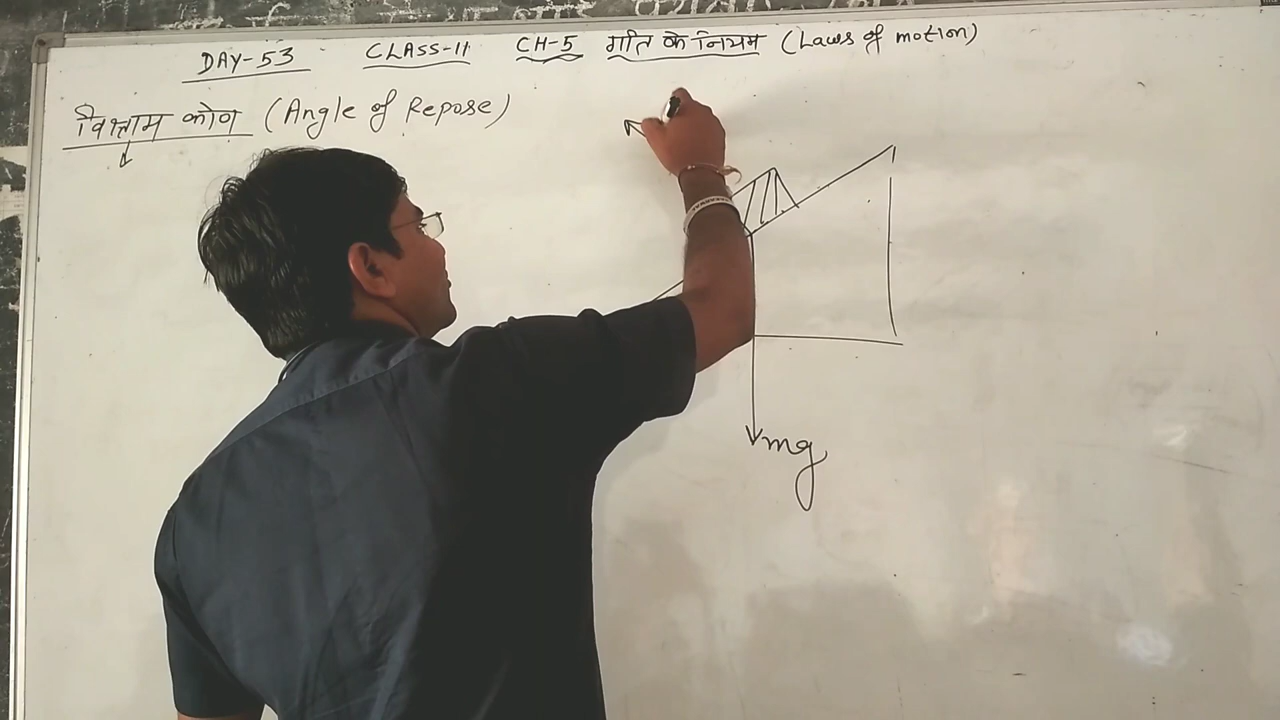 DAY-53 CLASS-11 CH-5 गति के नियम (Laws of motion)
विश्राम कोण (Angle of Repose)
mg